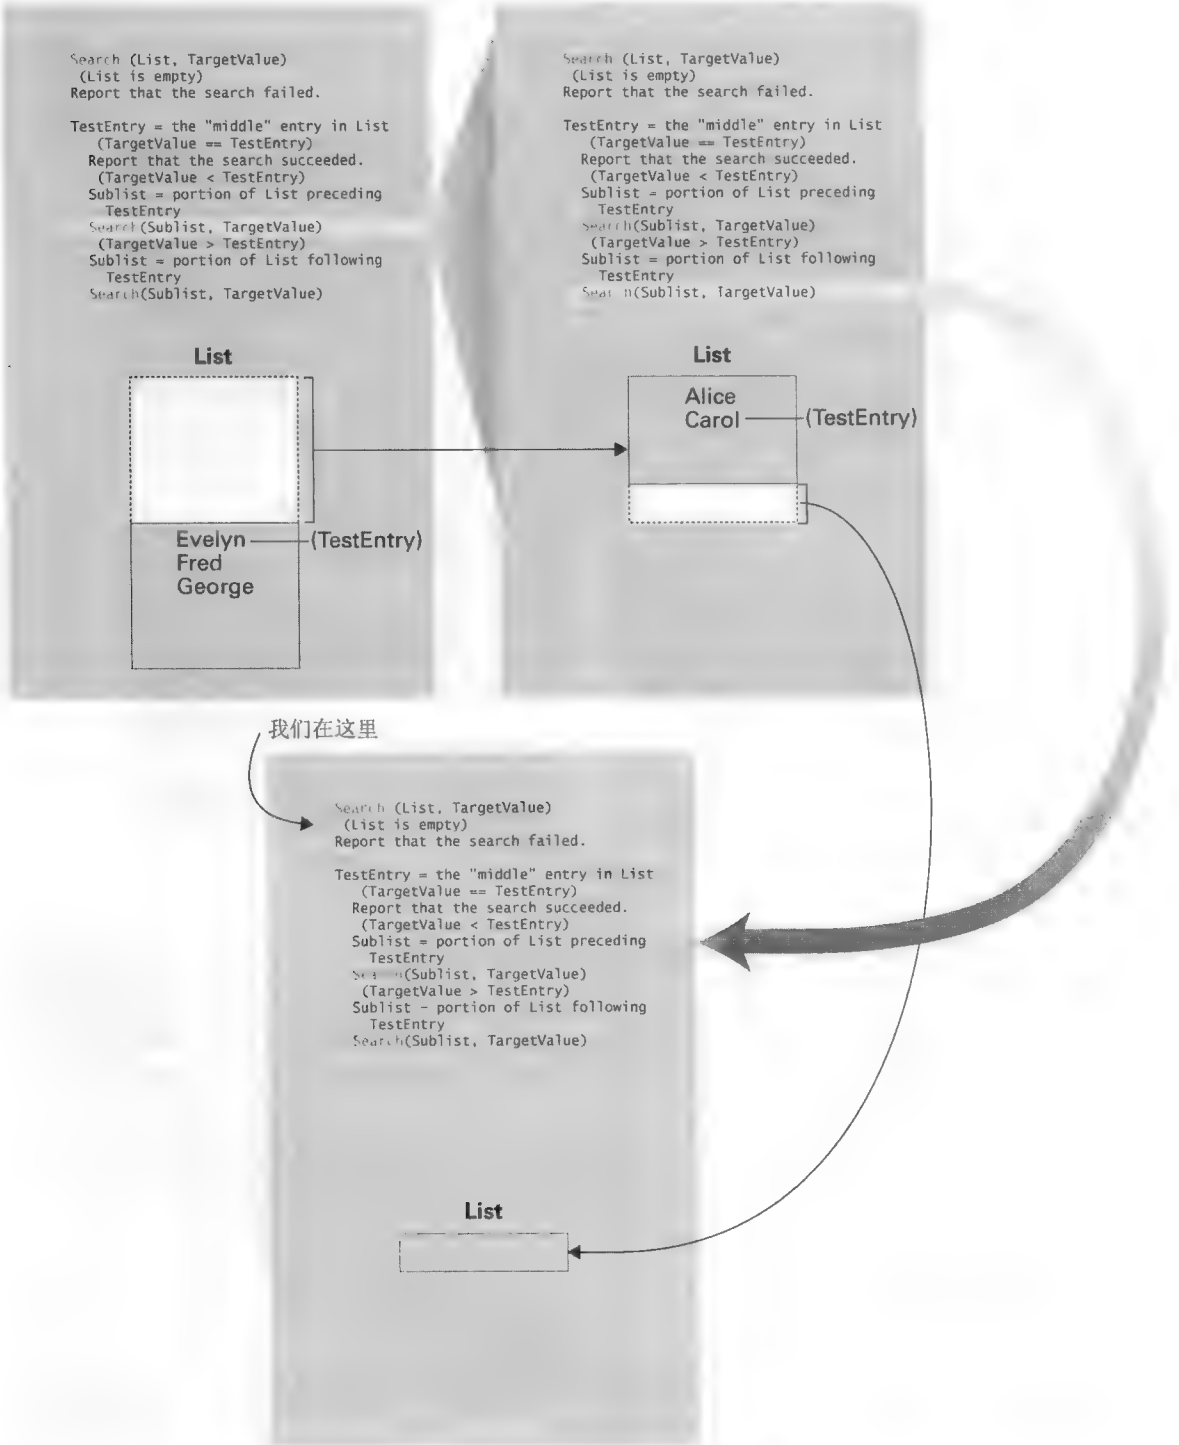 Search (List, TargetValue)
(List is empty)
Report that the search failed.
TestEntry = the "middle" entry in List
(TargetValue == TestEntry)
Report that the search succeeded.
(TargetValue < TestEntry)
Sublist = portion of List preceding
TestEntry
Search(Sublist, TargetValue)
(TargetValue > TestEntry)
Sublist = portion of List following
TestEntry
Search(Sublist, TargetValue)
List
Evelyn (TestEntry)
Fred
George
Search (List, TargetValue)
(List is empty)
Report that the search failed.
TestEntry = the "middle" entry in List
(TargetValue == TestEntry)
Report that the search succeeded.
(TargetValue < TestEntry)
Sublist = portion of List preceding
TestEntry
Search(Sublist, TargetValue)
(TargetValue > TestEntry)
Sublist = portion of List following
TestEntry
Search(Sublist, TargetValue)
List
Alice
Carol (TestEntry)
我们在这里
Search (List, TargetValue)
(List is empty)
Report that the search failed.
TestEntry = the "middle" entry in List
(TargetValue == TestEntry)
Report that the search succeeded.
(TargetValue < TestEntry)
Sublist = portion of List preceding
TestEntry
Search(Sublist, TargetValue)
(TargetValue > TestEntry)
Sublist - portion of List following
TestEntry
Search(Sublist, TargetValue)
List